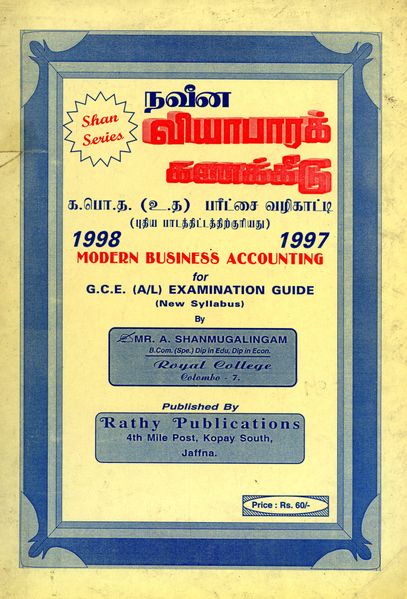 Shan
Series
நவீன
வியாபாரக்
கணக்கீடு
க.பொ.த. (உ.த) பரீட்சை வழிகாட்டி
(புதிய பாடத்திட்டத்திற்குரியது)
1998 1997
MODERN BUSINESS ACCOUNTING
for
G.C.E. (A/L) EXAMINATION GUIDE
(New Syllabus)
By
MR. A. SHANMUGALINGAM
B.Com. (Spe.) Dip in Edu, Dip in Econ.
Royal College
Colombo - 7.
Published By
Rathy Publications
4th Mile Post, Kopay South,
Jaffna.
Price : Rs. 60/-